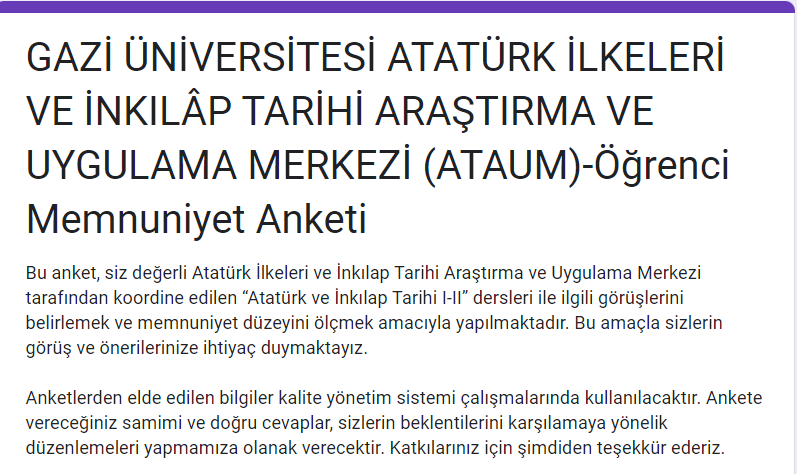 GAZİ ÜNİVERSİTESİ ATATÜRK İLKELERİ
VE İNKILÂP TARİHİ ARAŞTIRMA VE
UYGULAMA MERKEZİ (ATAUM)-Öğrenci
Memnuniyet Anketi
Bu anket, siz değerli Atatürk İlkeleri ve İnkılap Tarihi Araştırma ve Uygulama Merkezi
tarafından koordine edilen “Atatürk ve İnkılap Tarihi I-II” dersleri ile ilgili görüşlerini
belirlemek ve memnuniyet düzeyini ölçmek amacıyla yapılmaktadır. Bu amaçla sizlerin
görüş ve önerilerinize ihtiyaç duymaktayız.
Anketlerden elde edilen bilgiler kalite yönetim sistemi çalışmalarında kullanılacaktır. Ankete
vereceğiniz samimi ve doğru cevaplar, sizlerin beklentilerini karşılamaya yönelik
düzenlemeleri yapmamıza olanak verecektir. Katkılarınız için şimdiden teşekkür ederiz.